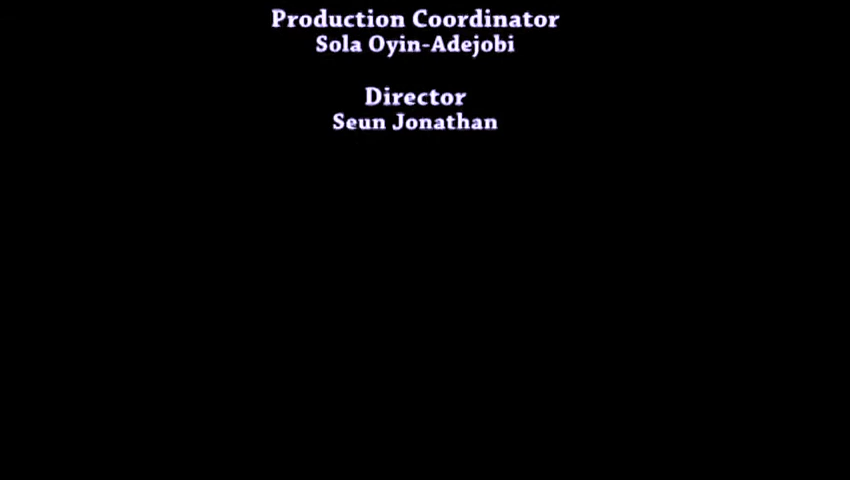 Production Coordinator
Sola Oyin-Adejobi
Director
Seun Jonathan